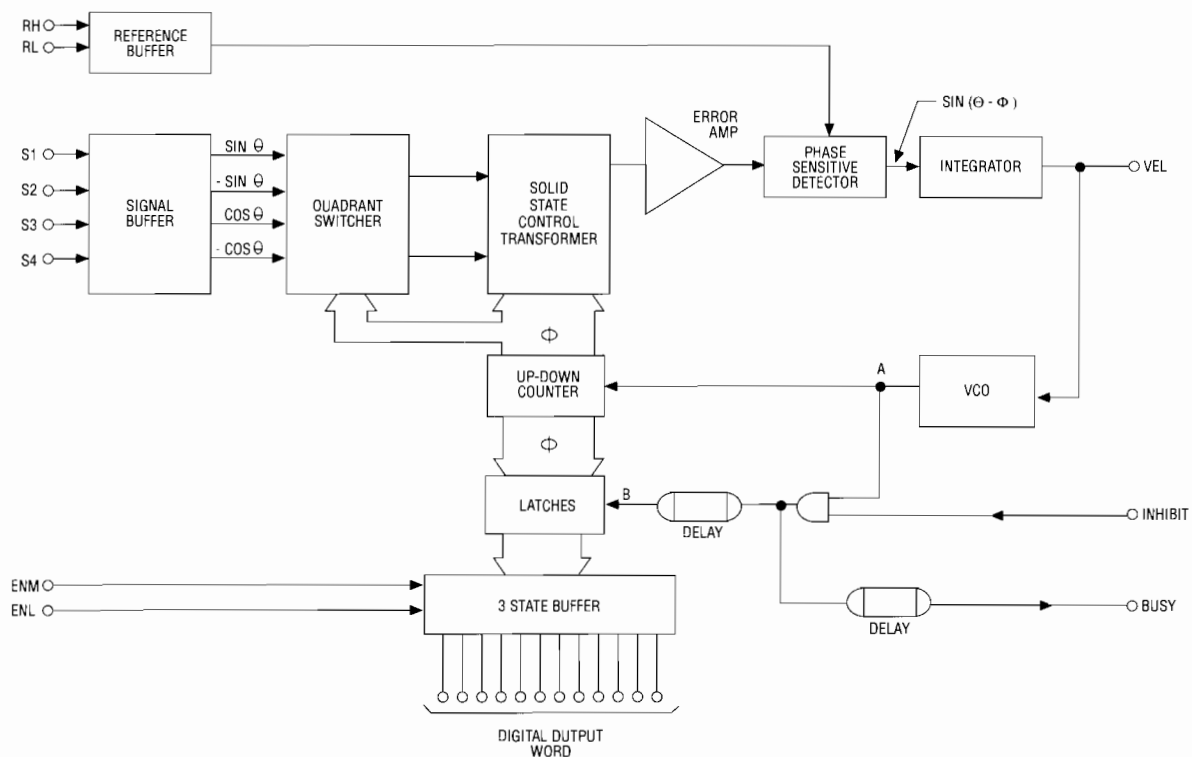 RH
RL
REFERENCE
BUFFER
SIN (Θ - Φ)
ERROR
AMP
S1
S2
S3
S4
SIGNAL
BUFFER
SIN Θ
- SIN Θ
COS Θ
- COS Θ
QUADRANT
SWITCHER
SOLID
STATE
CONTROL
TRANSFORMER
PHASE
SENSITIVE
DETECTOR
INTEGRATOR
VEL
Φ
UP-DOWN
COUNTER
A
VCO
Φ
LATCHES
B
DELAY
INHIBIT
ENM
ENL
3 STATE BUFFER
DELAY
BUSY
DIGITAL DUTPUT
WORD